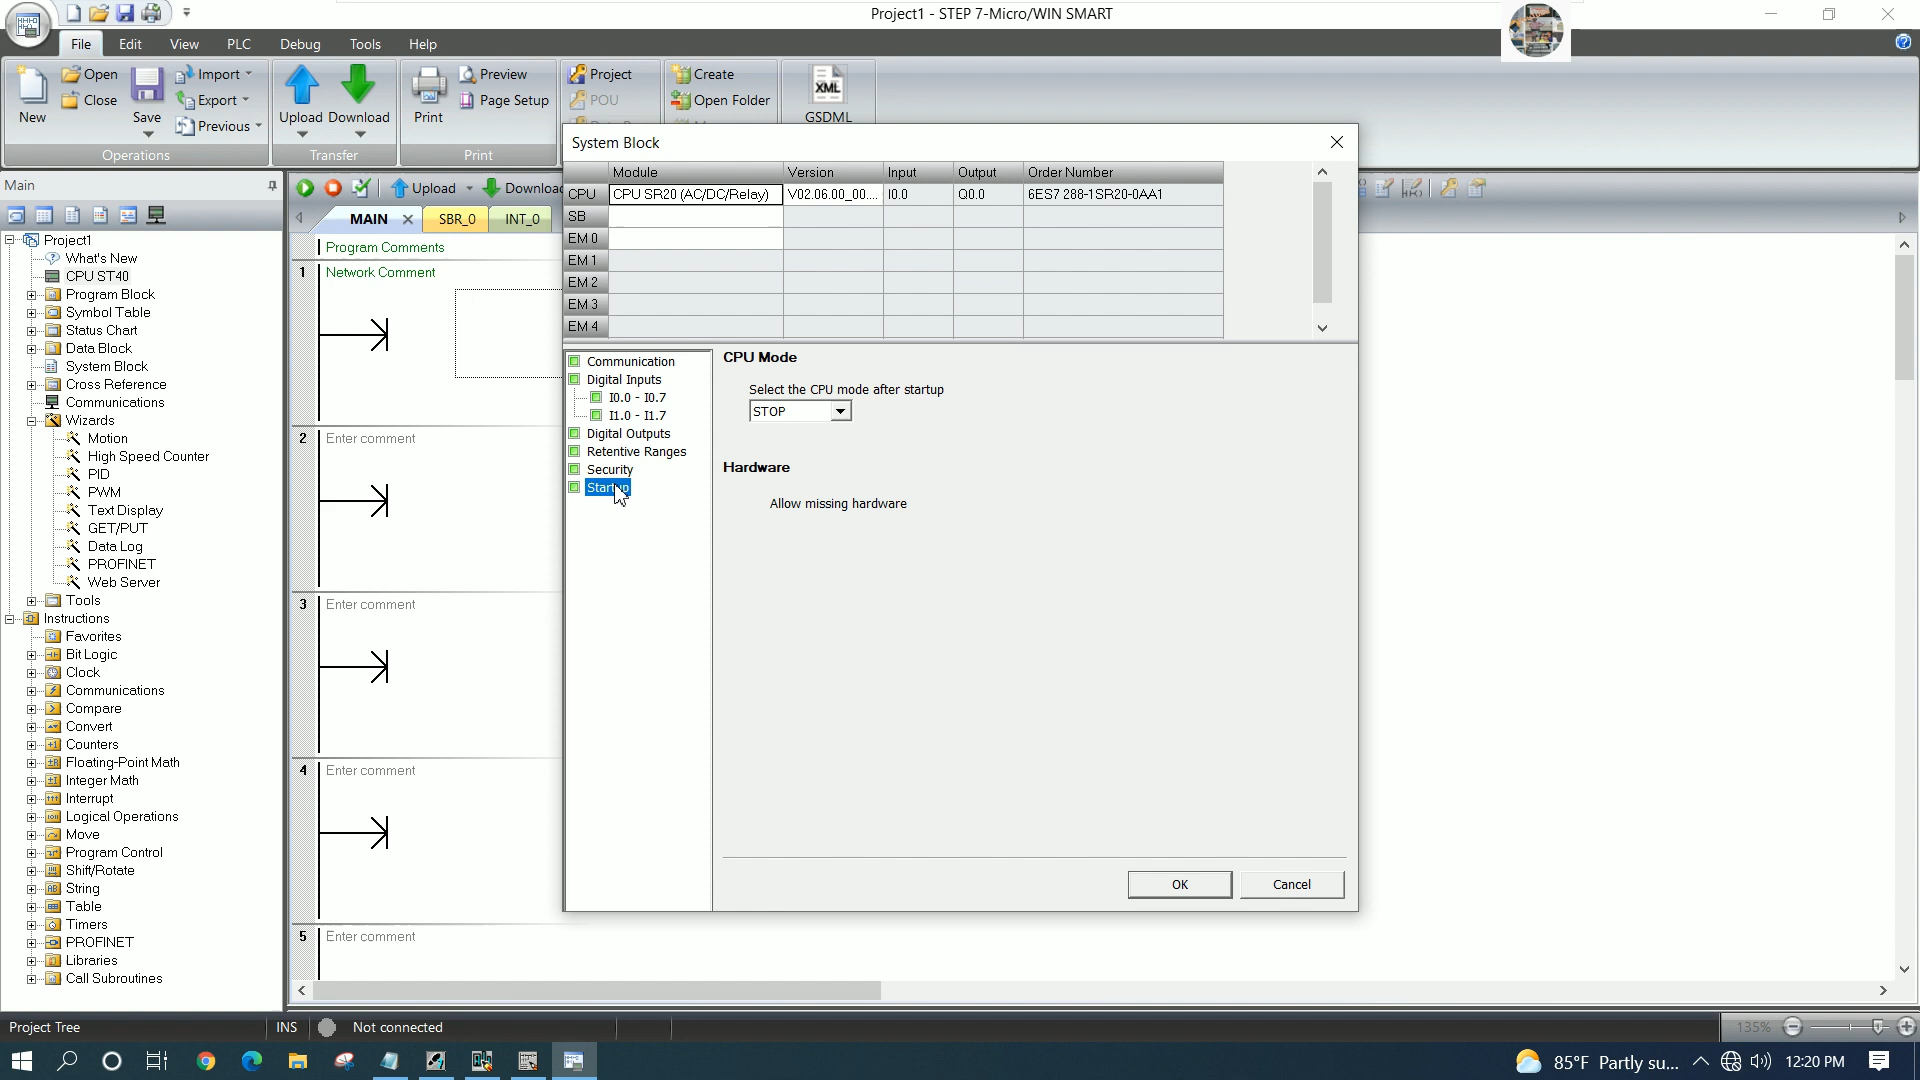 Project1 - STEP 7-Micro/WIN SMART
File Edit View PLC Debug Tools Help
New
Open
Close
Save
Import
Export
Previous
Operations
Upload
Download
Transfer
Print
Preview
Page Setup
Print
Project
POU
Create
Open Folder
XML
GSDML
Main
Project1
What's New
CPU ST40
Program Block
Symbol Table
Status Chart
Data Block
System Block
Cross Reference
Communications
Wizards
Motion
High Speed Counter
PID
PWM
Text Display
GET/PUT
Data Log
PROFINET
Web Server
Tools
Instructions
Favorites
Bit Logic
Clock
Communications
Compare
Convert
Counters
Floating-Point Math
Integer Math
Interrupt
Logical Operations
Move
Program Control
Shift/Rotate
String
Table
Timers
PROFINET
Libraries
Call Subroutines
Upload
MAIN SBR_0 INT_0
Program Comments
1 Network Comment
2 Enter comment
3 Enter comment
4 Enter comment
5 Enter comment
System Block
Module Version Input Output Order Number
CPU CPU SR20 (AC/DC/Relay) V02.06.00_00.... I0.0 Q0.0 6ES7 288-1SR20-0AA1
SB
EM 0
EM 1
EM 2
EM 3
EM 4
Communication
Digital Inputs
I0.0 - I0.7
I1.0 - I1.7
Digital Outputs
Retentive Ranges
Security
Startup
CPU Mode
Select the CPU mode after startup
STOP
Hardware
Allow missing hardware
OK Cancel
Project Tree INS Not connected 135%
85°F Partly su... 12:20 PM